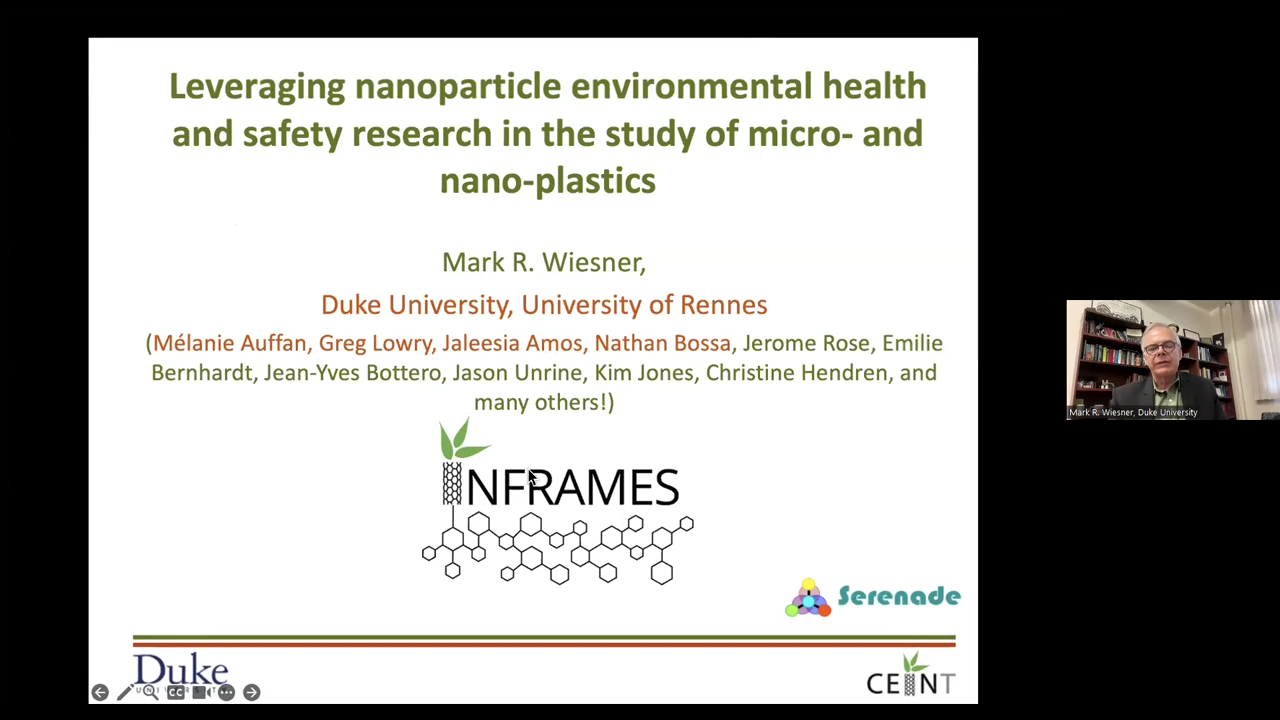 Leveraging nanoparticle environmental health
and safety research in the study of micro- and
nano-plastics
Mark R. Wiesner,
Duke University, University of Rennes
(Mélanie Auffan, Greg Lowry, Jaleesia Amos, Nathan Bossa, Jerome Rose, Emilie
Bernhardt, Jean-Yves Bottero, Jason Unrine, Kim Jones, Christine Hendren, and
many others!)
INFRAMES
Serenade
Duke
CEINT
CC
Mark R. Wiesner, Duke University